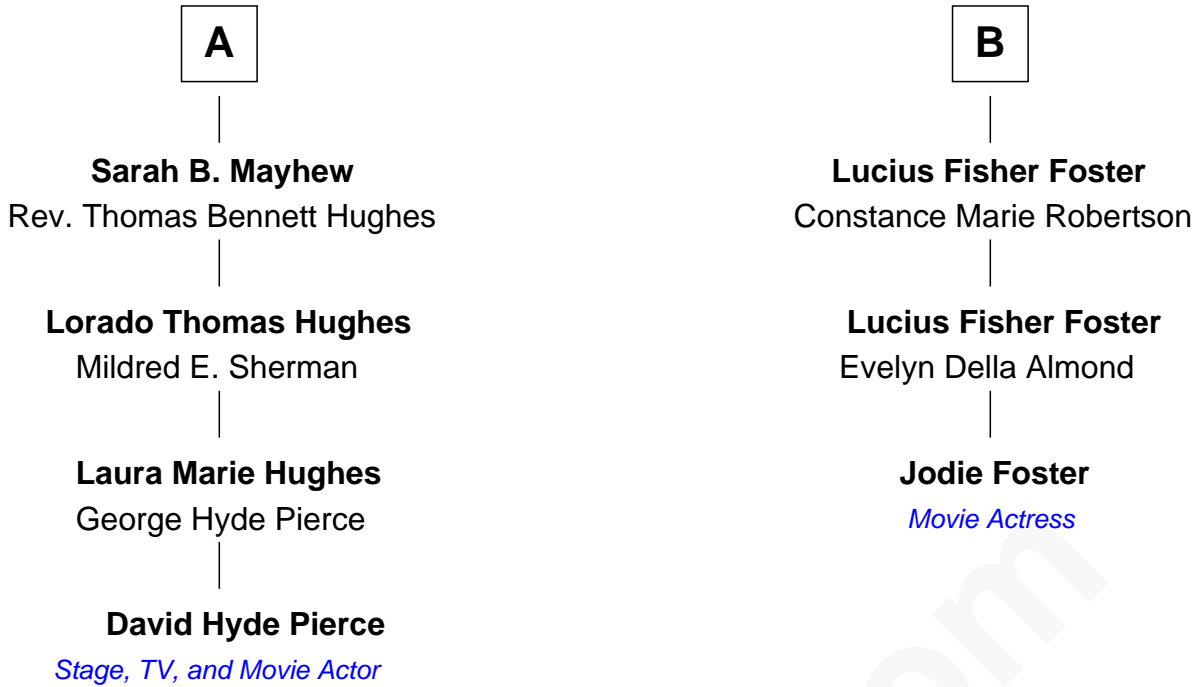 A
Sarah B. Mayhew
Rev. Thomas Bennett Hughes
Lorado Thomas Hughes
Mildred E. Sherman
Laura Marie Hughes
George Hyde Pierce
David Hyde Pierce
Stage, TV, and Movie Actor
B
Lucius Fisher Foster
Constance Marie Robertson
Lucius Fisher Foster
Evelyn Della Almond
Jodie Foster
Movie Actress
om